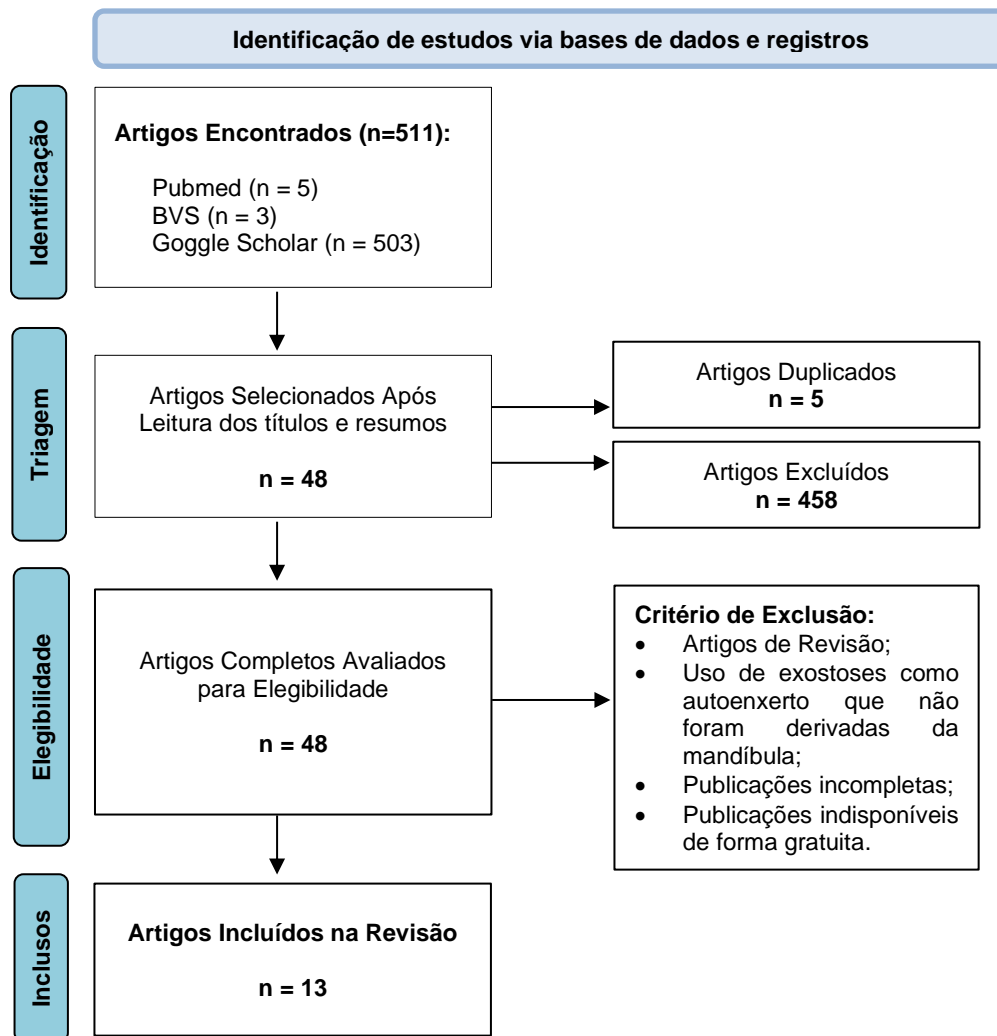 Identificação de estudos via bases de dados e registros
Identificação
Artigos Encontrados (n=511):
Pubmed (n = 5)
BVS (n = 3)
Goggle Scholar (n = 503)
Triagem
Artigos Selecionados Após
Leitura dos títulos e resumos
n = 48
Artigos Duplicados
n = 5
Artigos Excluídos
n = 458
Elegibilidade
Artigos Completos Avaliados
para Elegibilidade
n = 48
Critério de Exclusão:
• Artigos de Revisão;
• Uso de exostoses como
autoenxerto que não
foram derivadas da
mandíbula;
• Publicações incompletas;
• Publicações indisponíveis
de forma gratuita.
Inclusos
Artigos Incluídos na Revisão
n = 13